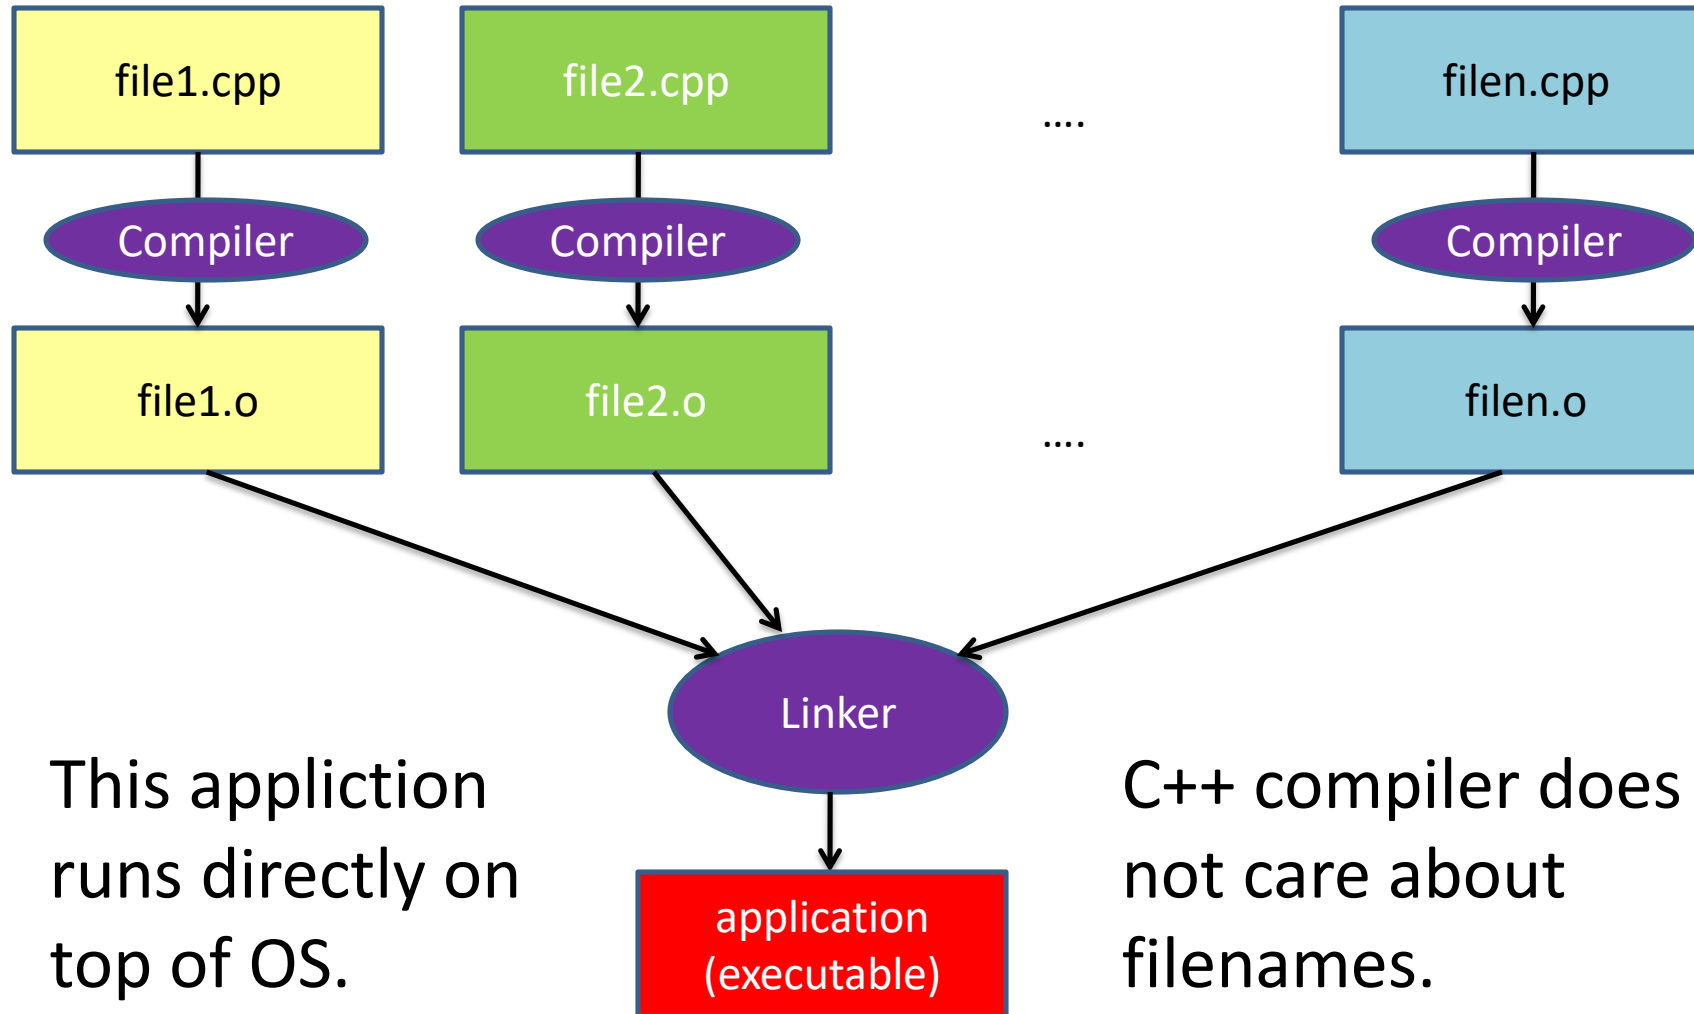 file1.cpp
file2.cpp
....
filen.cpp
Compiler
Compiler
Compiler
file1.o
file2.o
....
filen.o
Linker
This appliction
runs directly on
top of OS.
C++ compiler does
not care about
filenames.
application
(executable)